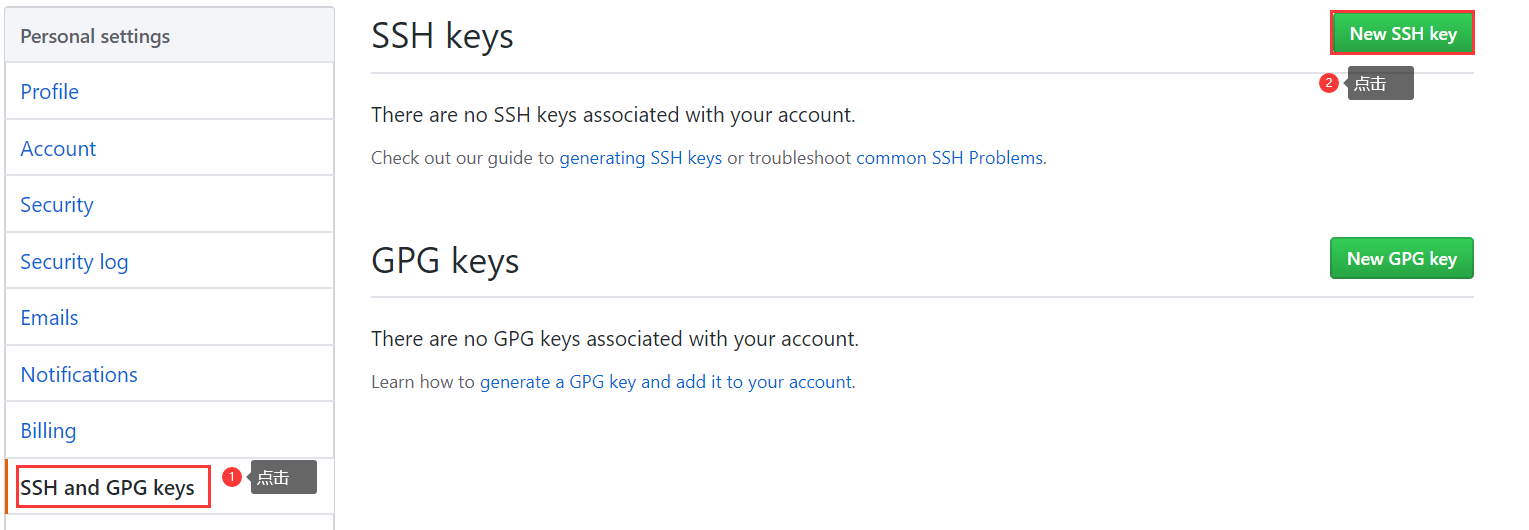 Personal settings
Profile
Account
Security
Security log
Emails
Notifications
Billing
SSH and GPG keys
1 点击
SSH keys
New SSH key
2 点击
There are no SSH keys associated with your account.
Check out our guide to generating SSH keys or troubleshoot common SSH Problems.
GPG keys
New GPG key
There are no GPG keys associated with your account.
Learn how to generate a GPG key and add it to your account.